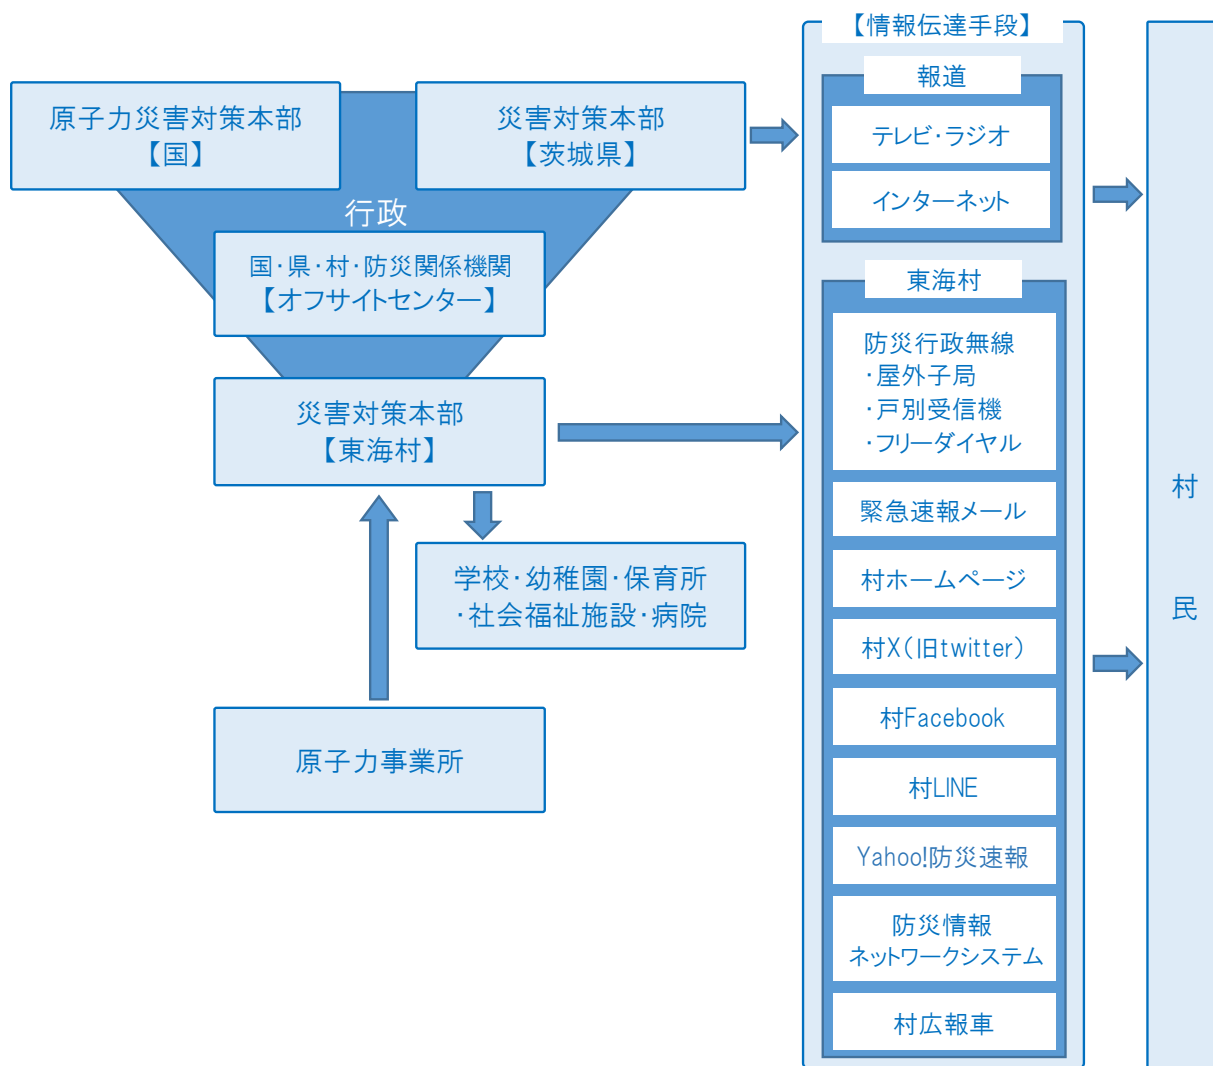 原子力災害対策本部
【国】
災害対策本部
【茨城県】
行政
国・県・村・防災関係機関
【オフサイトセンター】
災害対策本部
【東海村】
学校・幼稚園・保育所
・社会福祉施設・病院
原子力事業所
【情報伝達手段】
報道
テレビ・ラジオ
インターネット
東海村
防災行政無線
・屋外子局
・戸別受信機
・フリーダイヤル
緊急速報メール
村ホームページ
村X（旧twitter）
村Facebook
村LINE
Yahoo!防災速報
防災情報
ネットワークシステム
村広報車
村
民